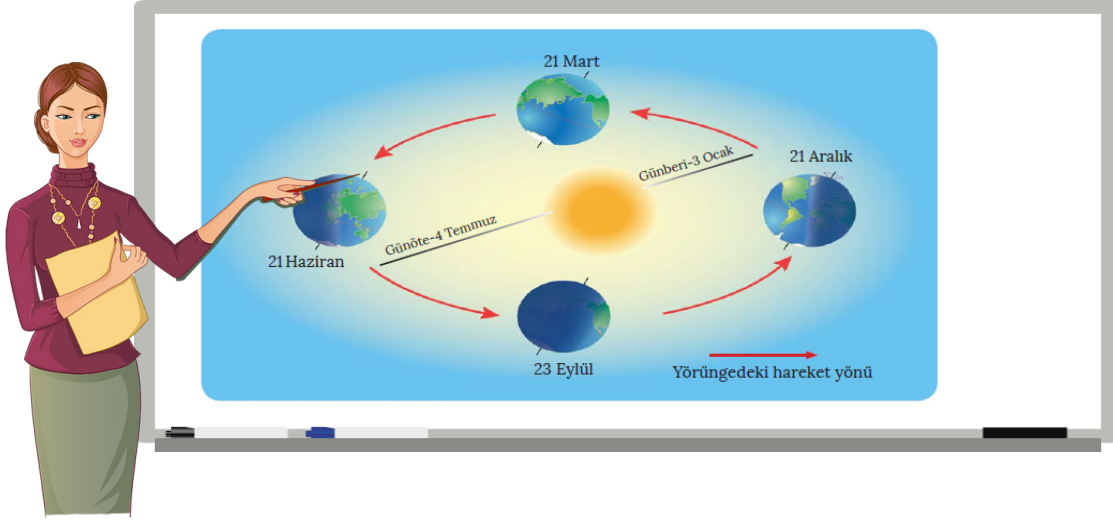 21 Mart
Günberi-3 Ocak
21 Aralık
Günöte-4 Temmuz
21 Haziran
23 Eylül
Yörüngedeki hareket yönü